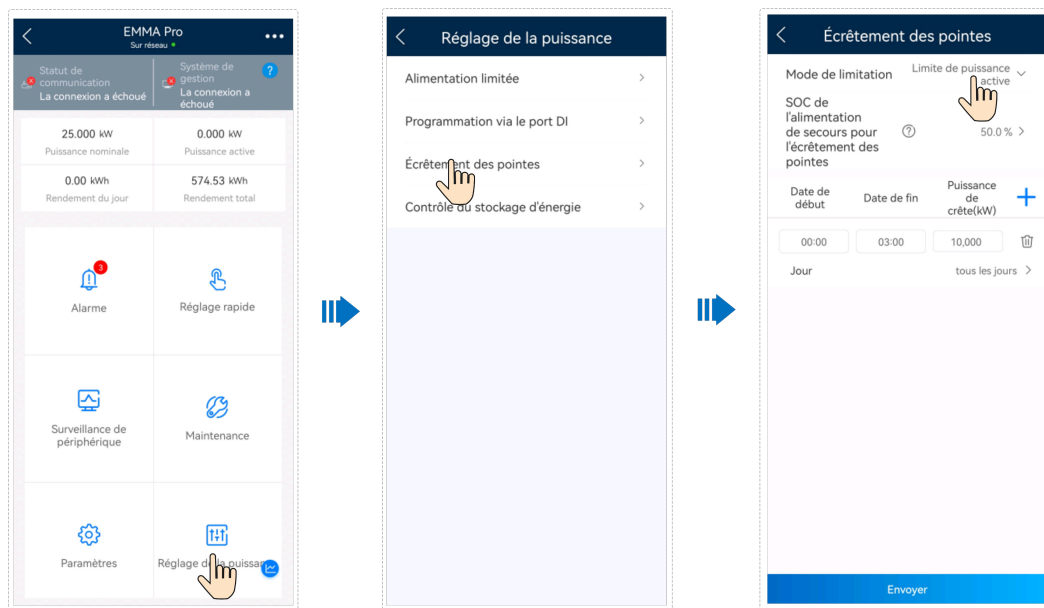 EMMA Pro
Sur réseau
Statut de
communication
La connexion a échoué
Système de
gestion
La connexion a
échoué
?
25.000 kW
Puissance nominale
0.000 kW
Puissance active
0.00 kWh
Rendement du jour
574.53 kWh
Rendement total
3
Alarme
Réglage rapide
Surveillance de
périphérique
Maintenance
Paramètres
Réglage de la puissan
Réglage de la puissance
Alimentation limitée
Programmation via le port DI
Écrêtement des pointes
Contrôle du stockage d'énergie
Écrêtement des pointes
Mode de limitation
Limite de puissance
active
SOC de
l'alimentation
de secours pour
l'écrêtement des
pointes
?
50.0 %
Date de
début
Date de fin
Puissance
de
crête(kW)
00:00
03:00
10,000
Jour
tous les jours
Envoyer